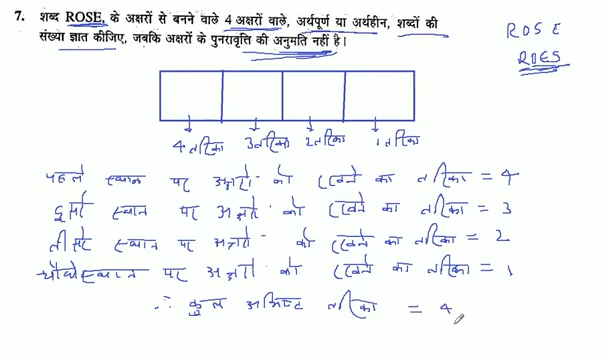 7. शब्द ROSE, के अक्षरों से बनने वाले 4 अक्षरों वाले, अर्थपूर्ण या अर्थहीन, शब्दों की
संख्या ज्ञात कीजिए, जबकि अक्षरों के पुनरावृत्ति की अनुमति नहीं है।
ROSE
ROES
4 तरिका 3 तरिका 2 तरिका 1 तरिका
पहले स्थान पर अक्षरो को रखने का तरिका = 4
दुसरे स्थान पर अक्षरो को रखने का तरिका = 3
तीसरे स्थान पर अक्षरो को रखने का तरिका = 2
चौथे स्थान पर अक्षरो को रखने का तरिका = 1
∴ कुल अभिष्ट तरिका = 4